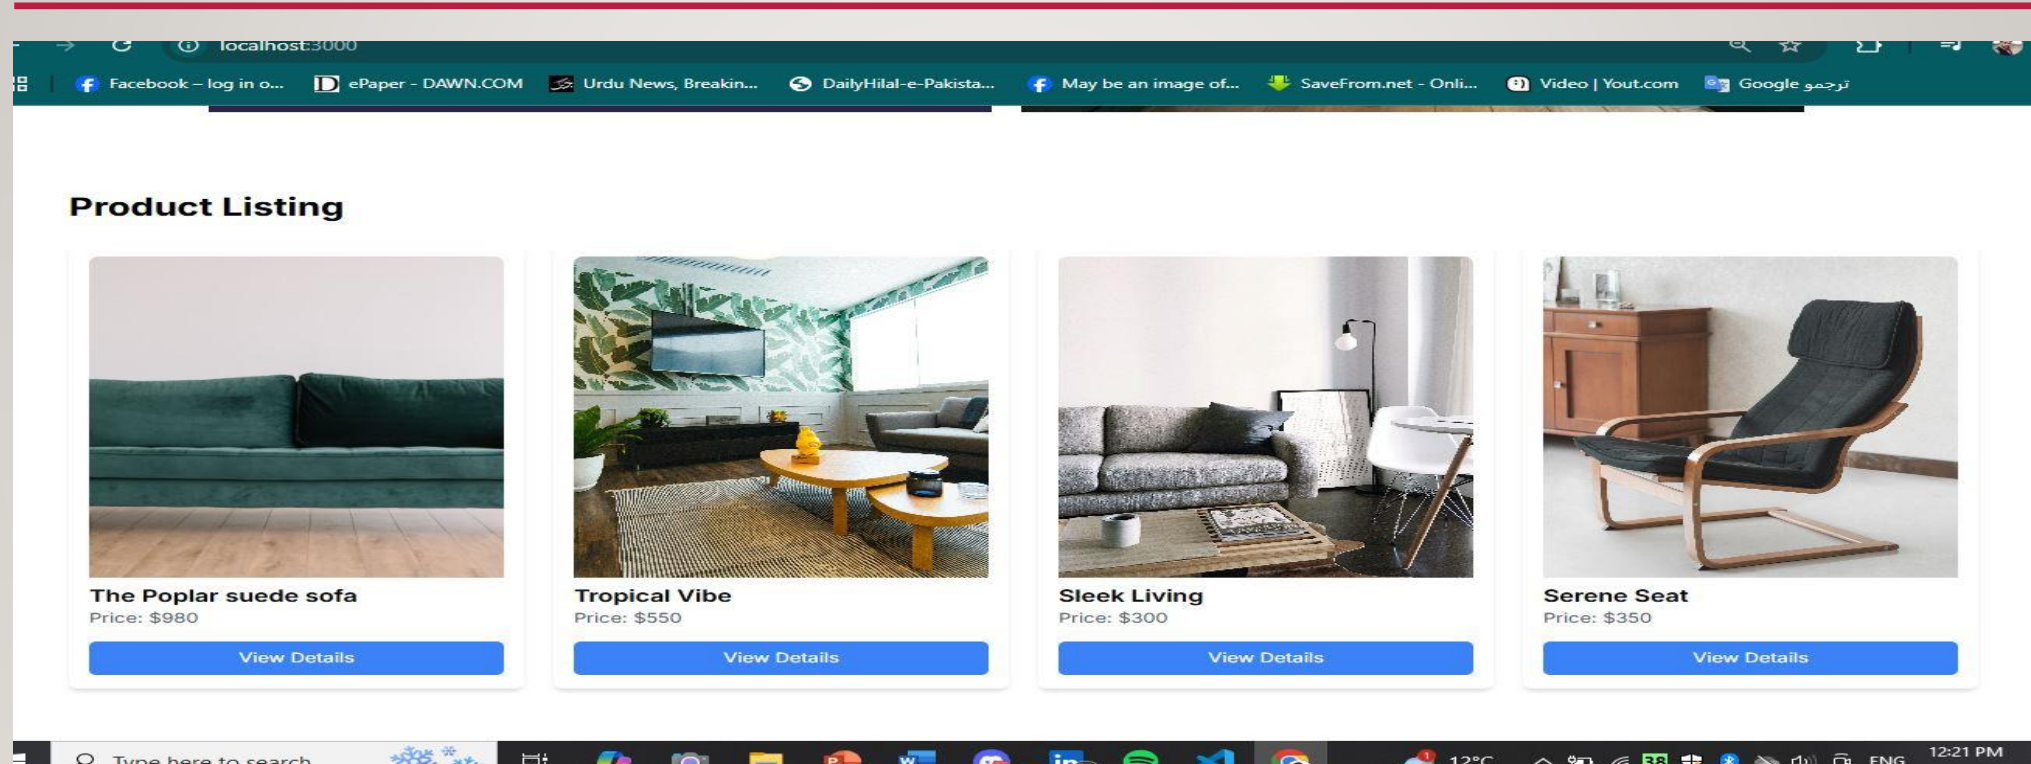 localhost:3000
Facebook – log in o... ePaper - DAWN.COM Urdu News, Breakin... DailyHilal-e-Pakista... May be an image of... SaveFrom.net - Onli... Video | Yout.com Google ترجمو
Product Listing
The Poplar suede sofa
Price: $980
View Details
Tropical Vibe
Price: $550
View Details
Sleek Living
Price: $300
View Details
Serene Seat
Price: $350
View Details
Type here to search 12°C 38 ENG 12:21 PM